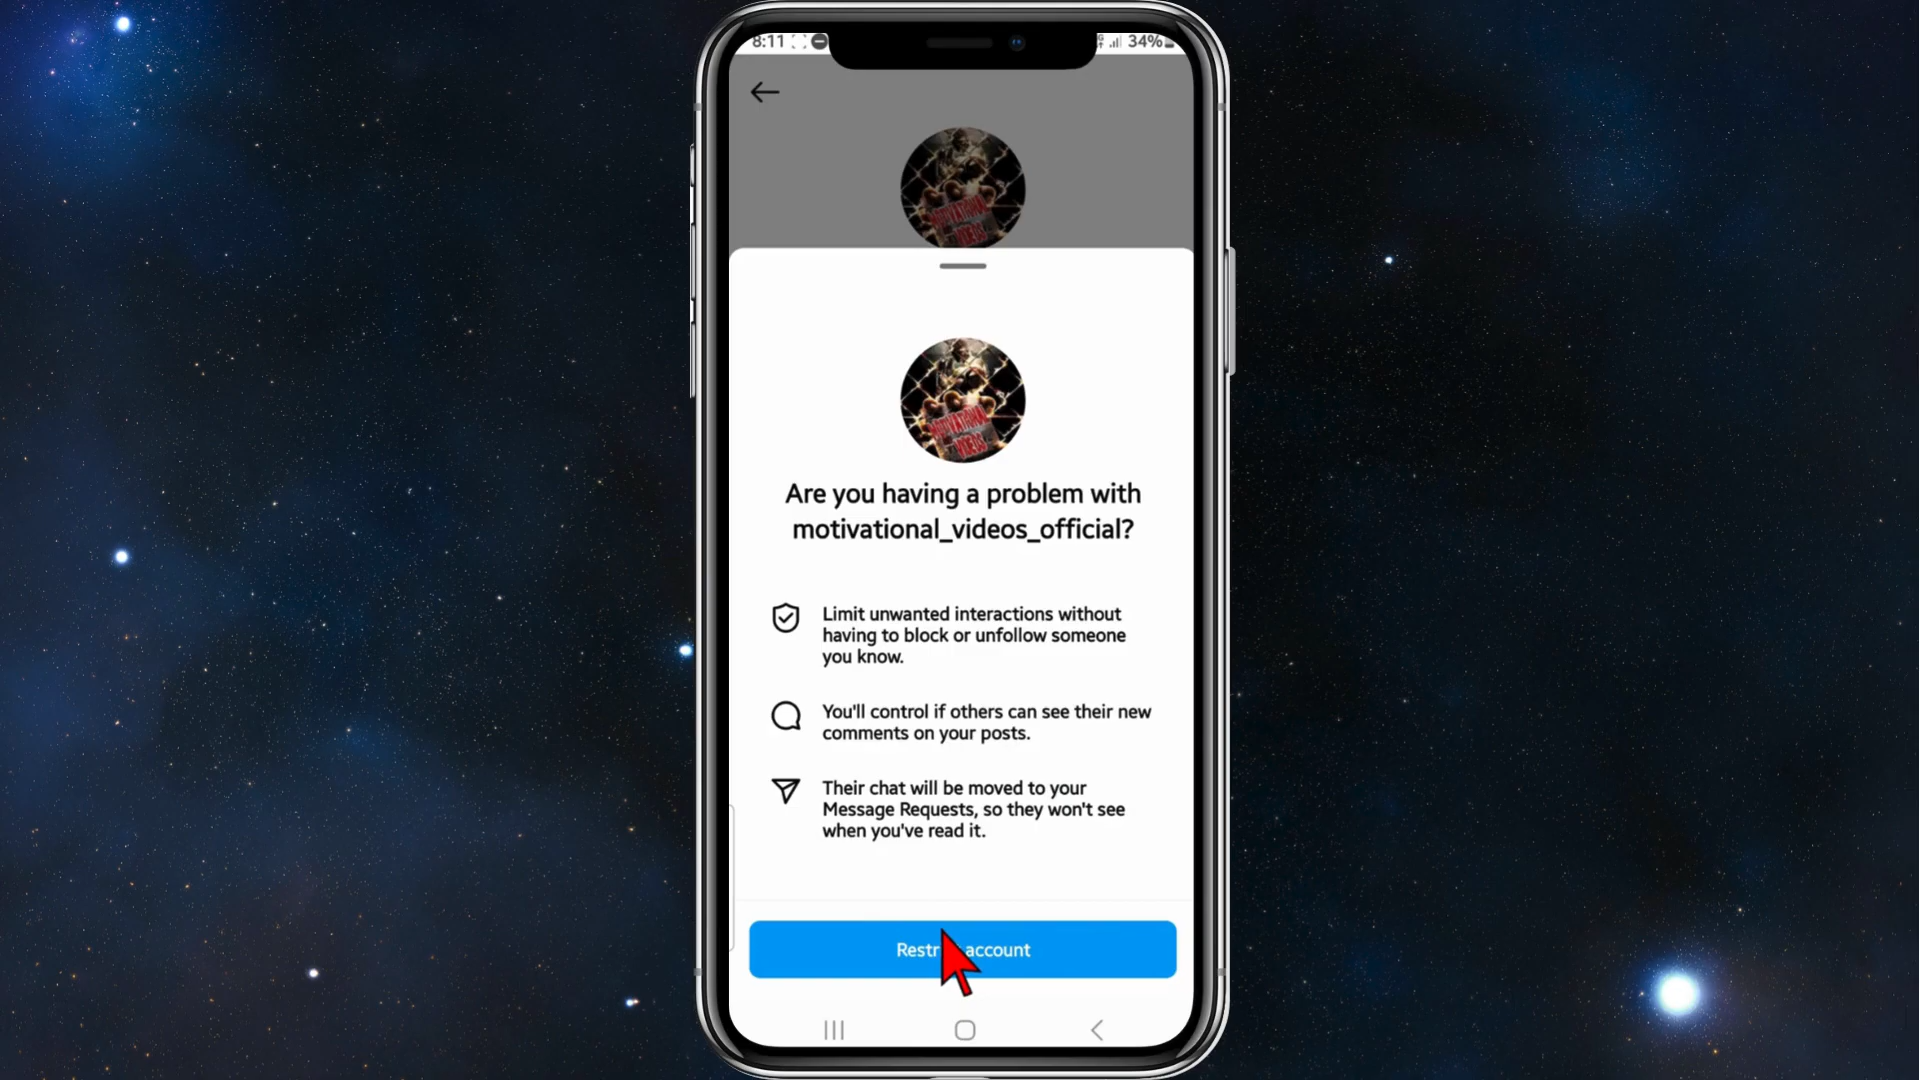 8:11
34%
MOTIVATIONAL
VIDEOS
Are you having a problem with
motivational_videos_official?
Limit unwanted interactions without
having to block or unfollow someone
you know.
You'll control if others can see their new
comments on your posts.
Their chat will be moved to your
Message Requests, so they won't see
when you've read it.
account